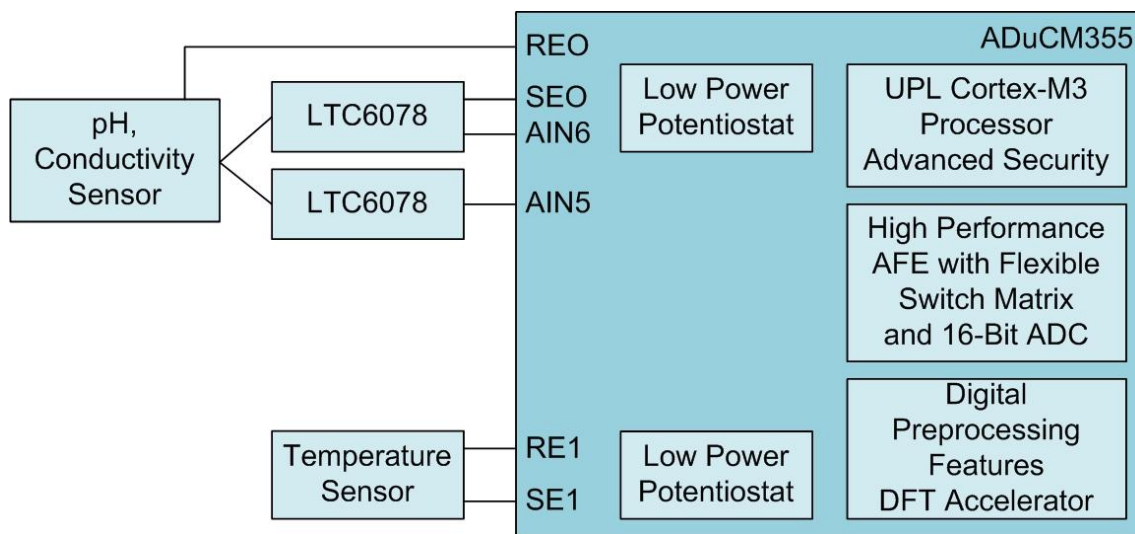 ADuCM355
REO
SEO
AIN6
AIN5
RE1
SE1
pH,
Conductivity
Sensor
LTC6078
LTC6078
Temperature
Sensor
Low Power
Potentiostat
Low Power
Potentiostat
UPL Cortex-M3
Processor
Advanced Security
High Performance
AFE with Flexible
Switch Matrix
and 16-Bit ADC
Digital
Preprocessing
Features
DFT Accelerator